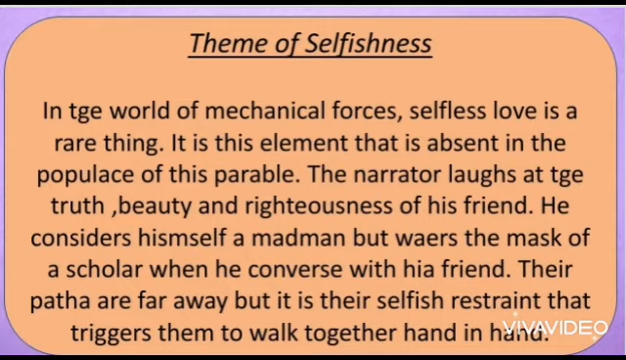 Theme of Selfishness
In tge world of mechanical forces, selfless love is a
rare thing. It is this element that is absent in the
populace of this parable. The narrator laughs at tge
truth ,beauty and righteousness of his friend. He
considers hismself a madman but waers the mask of
a scholar when he converse with hia friend. Their
patha are far away but it is their selfish restraint that
triggers them to walk together hand in hand.
VIVAVIDEO